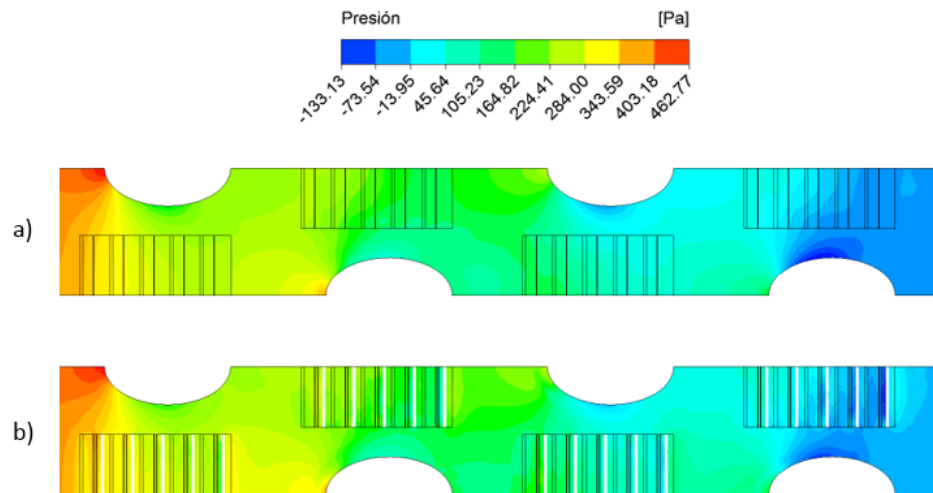 Presión [Pa]
-133.13 -73.54 -13.95 45.64 105.23 164.82 224.41 284.00 343.59 403.18 462.77
a)
b)